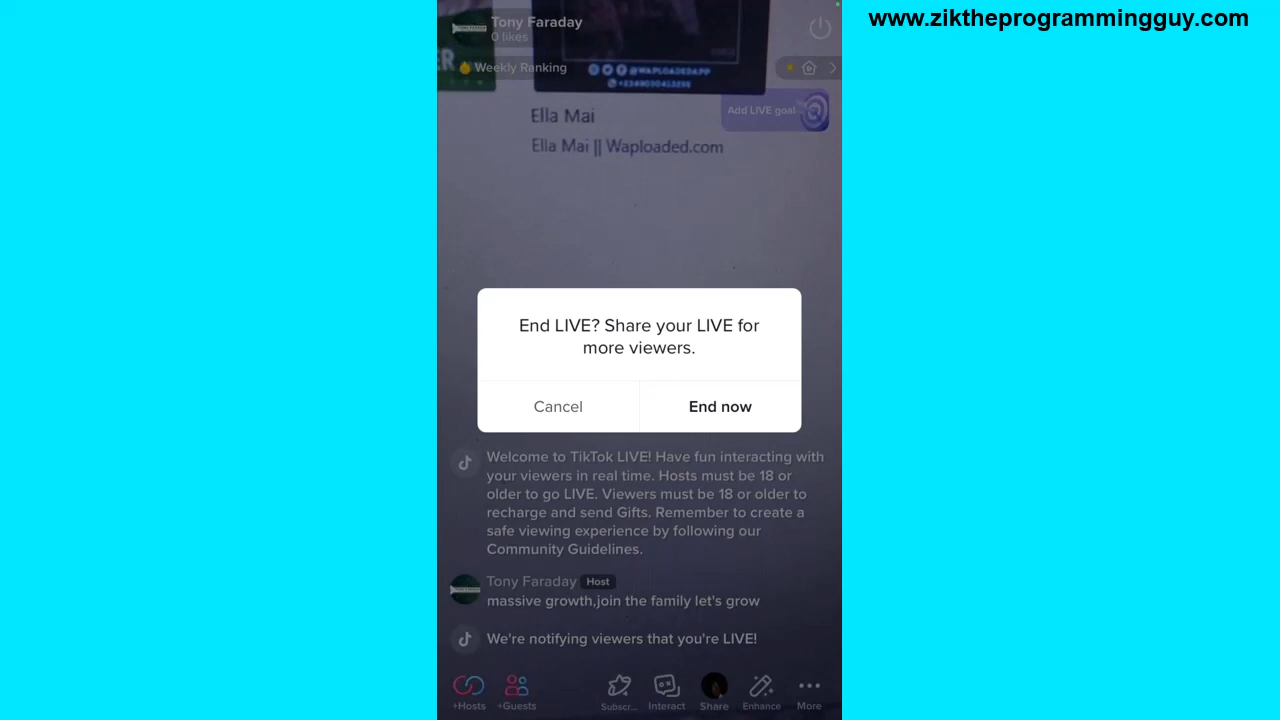 www.ziktheprogrammingguy.com
Tony Faraday
0 likes
Weekly Ranking
@WAPLOADEDAPP
Add LIVE goal
Ella Mai
Ella Mai || Waploaded.com
End LIVE? Share your LIVE for
more viewers.
Cancel
End now
Welcome to TikTok LIVE! Have fun interacting with
your viewers in real time. Hosts must be 18 or
older to go LIVE. Viewers must be 18 or older to
recharge and send Gifts. Remember to create a
safe viewing experience by following our
Community Guidelines.
Tony Faraday Host
massive growth,join the family let's grow
We're notifying viewers that you're LIVE!
+Hosts
+Guests
Subscr...
Interact
Share
Enhance
More